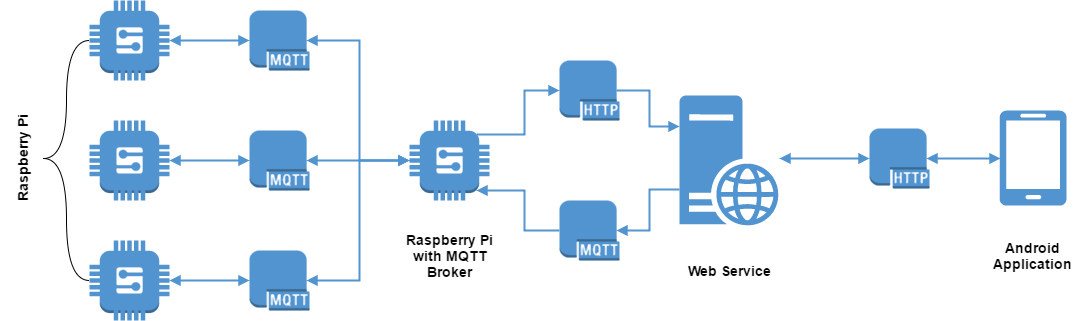 Raspberry Pi
MQTT
MQTT
MQTT
Raspberry Pi
with MQTT
Broker
HTTP
MQTT
Web Service
HTTP
Android
Application